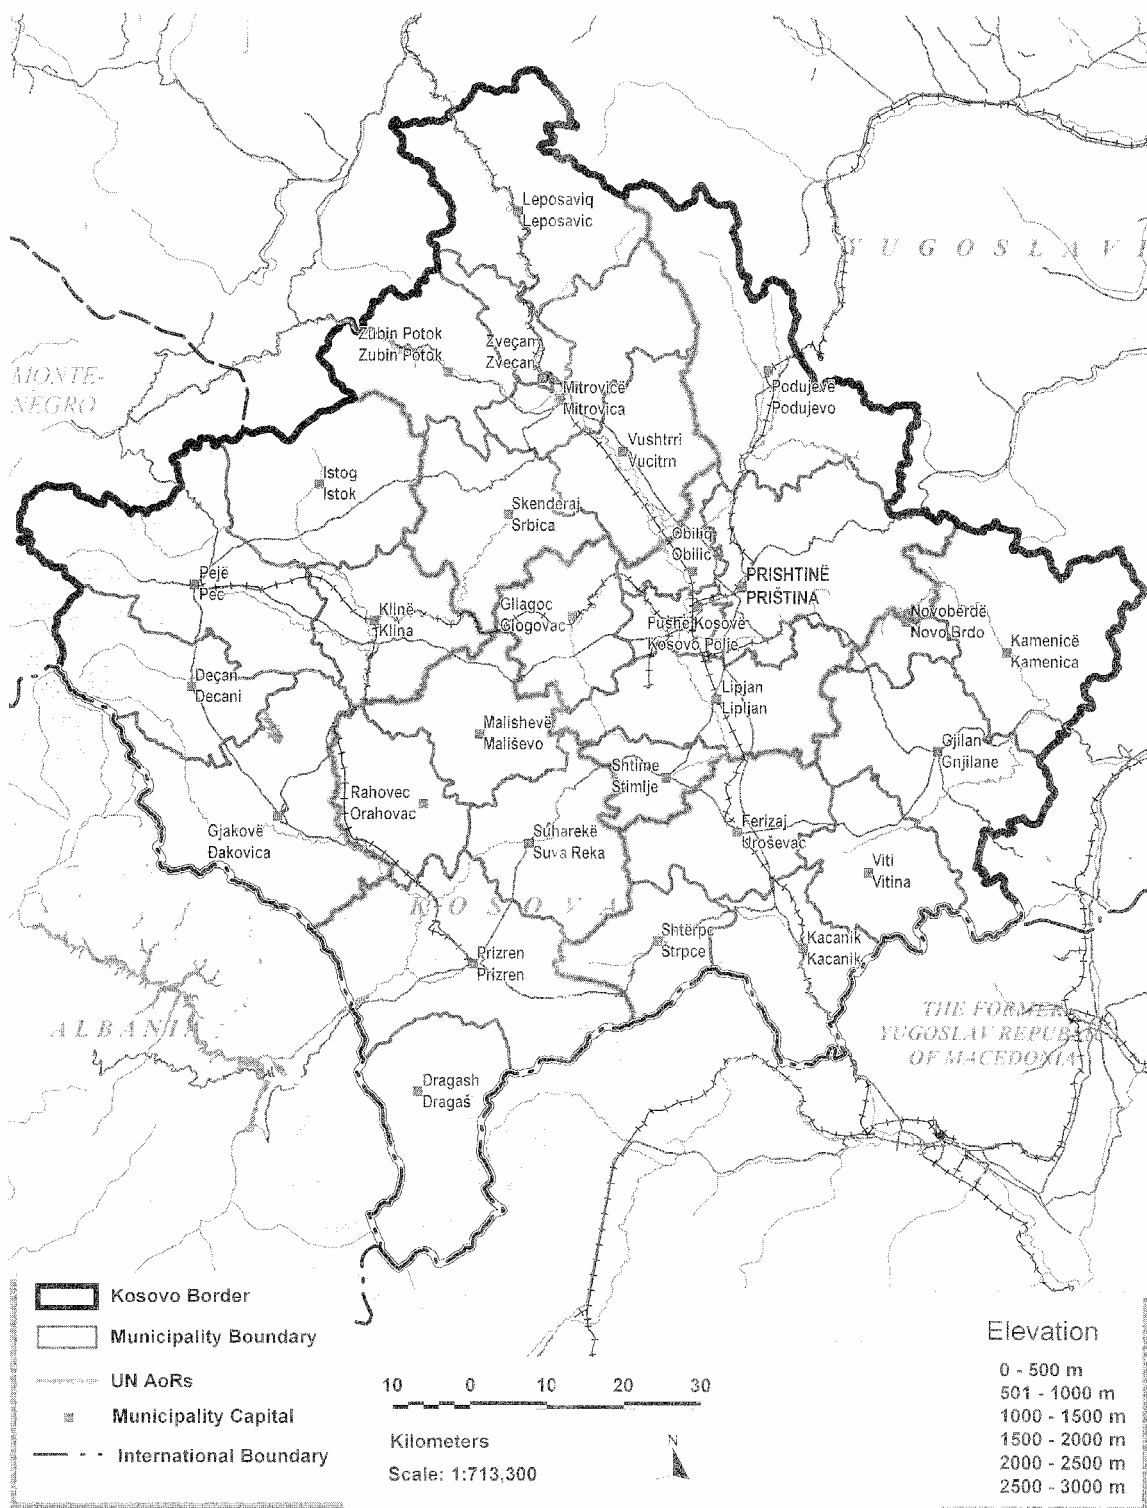 Leposaviq
Leposavic
YUGOSLAVI
Zubin Potok
Zubin Potok
Zveçan
Zvecan
MONTE-
NEGRO
Mitrovicë
Mitrovica
Podujevë
Podujevo
Vushtrri
Vucitrn
Istog
Istok
Skenderaj
Srbica
Obiliq
Obilic
Pejë
Pec
PRISHTINË
PRIŠTINA
Klinë
Klina
Gllagoc
Glogovac
Fushë Kosovë
Kosovo Polje
Novobërdë
Novo Brdo
Kamenicë
Kamenica
Deçan
Decani
Lipjan
Lipljan
Malishevë
Mališevo
Gjilan
Gnjilane
Shtime
Štimlje
Rahovec
Orahovac
Gjakovë
Đakovica
Suharekë
Suva Reka
Ferizaj
Uroševac
Viti
Vitina
KOSOVA
Prizren
Prizren
Shtërpc
Štrpce
Kacanik
Kacanik
ALBANIA
THE FORMER
YUGOSLAV REPUBLIC
OF MACEDONIA
Dragash
Dragaš
Kosovo Border
Municipality Boundary
UN AoRs
Municipality Capital
International Boundary
10 0 10 20 30
Kilometers
Scale: 1:713,300
N
Elevation
0 - 500 m
501 - 1000 m
1000 - 1500 m
1500 - 2000 m
2000 - 2500 m
2500 - 3000 m